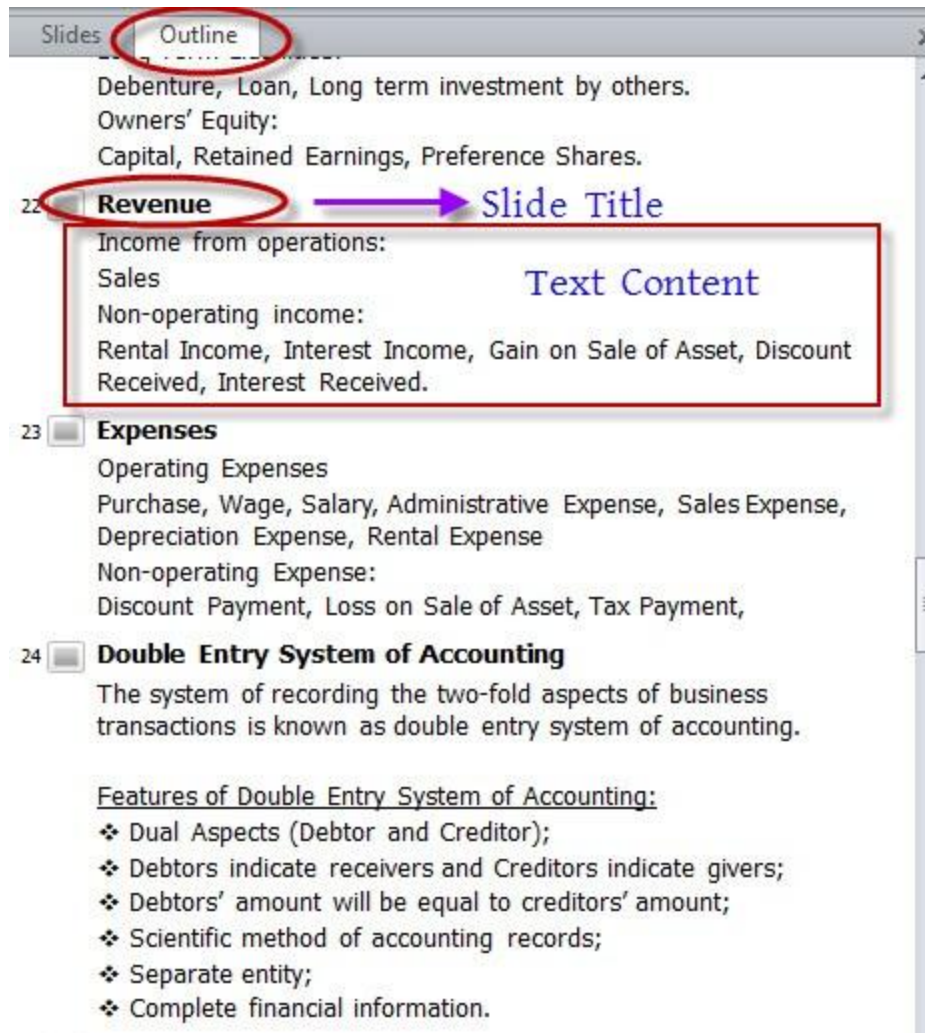 Slides Outline
Debenture, Loan, Long term investment by others.
Owners' Equity:
Capital, Retained Earnings, Preference Shares.
22 Revenue Slide Title
Income from operations:
Sales
Text Content
Non-operating income:
Rental Income, Interest Income, Gain on Sale of Asset, Discount
Received, Interest Received.
23 Expenses
Operating Expenses
Purchase, Wage, Salary, Administrative Expense, Sales Expense,
Depreciation Expense, Rental Expense
Non-operating Expense:
Discount Payment, Loss on Sale of Asset, Tax Payment,
24 Double Entry System of Accounting
The system of recording the two-fold aspects of business
transactions is known as double entry system of accounting.
Features of Double Entry System of Accounting:
❖ Dual Aspects (Debtor and Creditor);
❖ Debtors indicate receivers and Creditors indicate givers;
❖ Debtors' amount will be equal to creditors' amount;
❖ Scientific method of accounting records;
❖ Separate entity;
❖ Complete financial information.